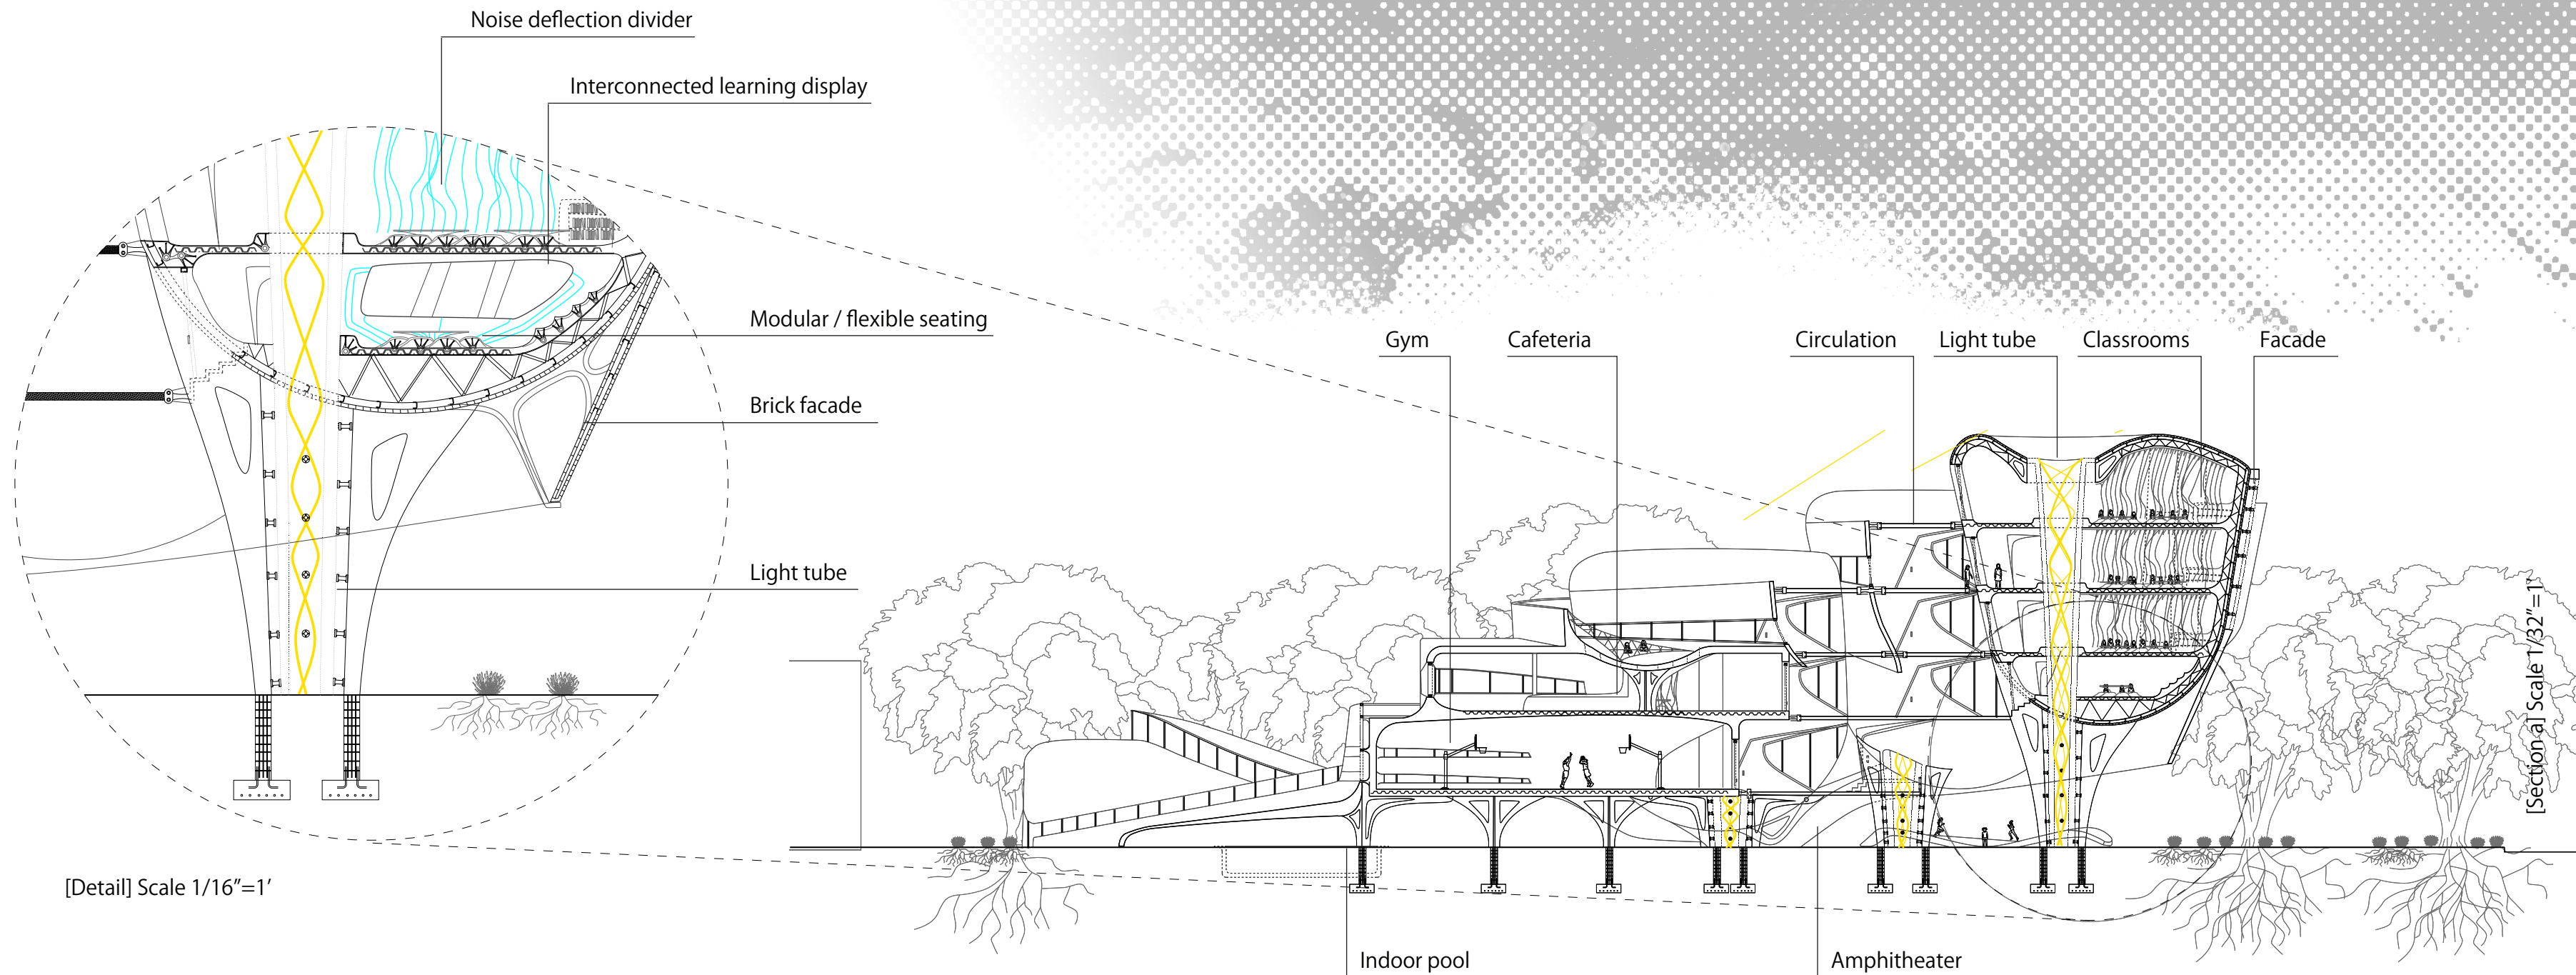 Noise deflection divider
Interconnected learning display
Modular / flexible seating
Brick facade
Light tube
[Detail] Scale 1/16”=1’
Gym
Cafeteria
Circulation
Light tube
Classrooms
Facade
Indoor pool
Amphitheater
[Section a] Scale 1/32”=1’